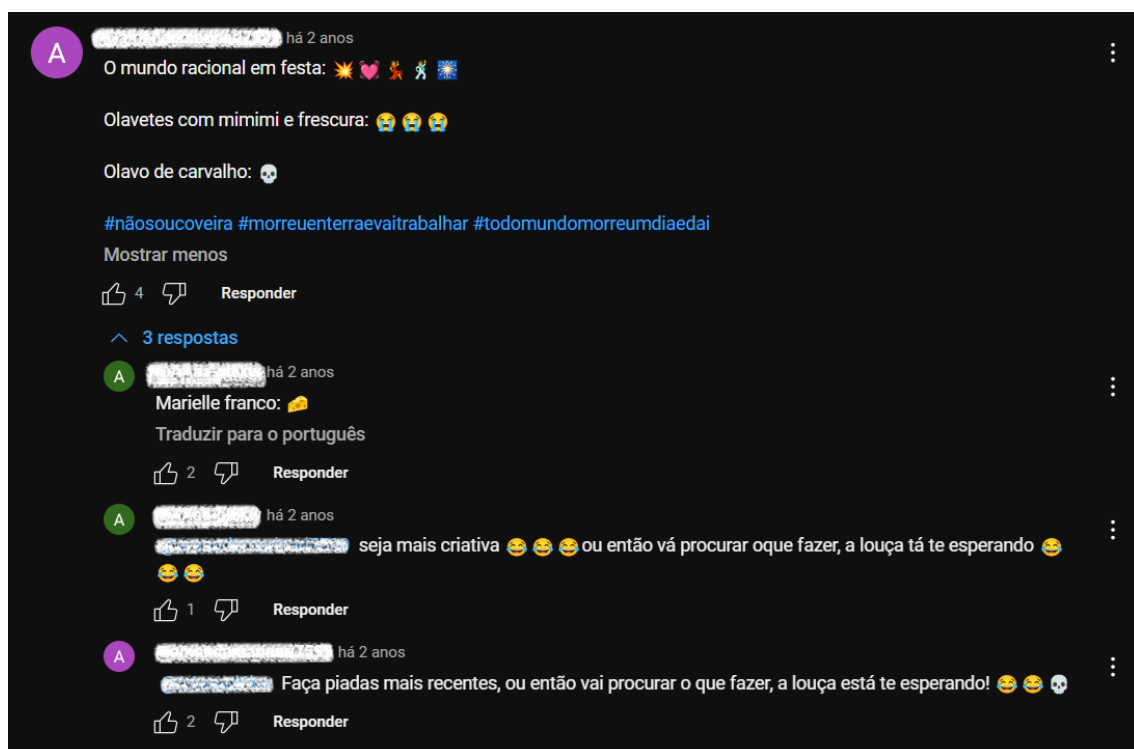 A
há 2 anos
O mundo racional em festa: 💥 💓 💃 🕺 🎆
Olavetes com mimimi e frescura: 😭 😭 😭
Olavo de carvalho: 💀
#nãosoucoveira #morreuenterraevaitrabalhar #todomundomorreumdiaedai
Mostrar menos
4 Responder
3 respostas
A
há 2 anos
Marielle franco: 🧀
Traduzir para o português
2 Responder
A
há 2 anos
seja mais criativa 😂 😂 😂 ou então vá procurar oque fazer, a louça tá te esperando 😂
😂 😂
1 Responder
A
há 2 anos
Faça piadas mais recentes, ou então vai procurar o que fazer, a louça está te esperando! 😂 😂 💀
2 Responder